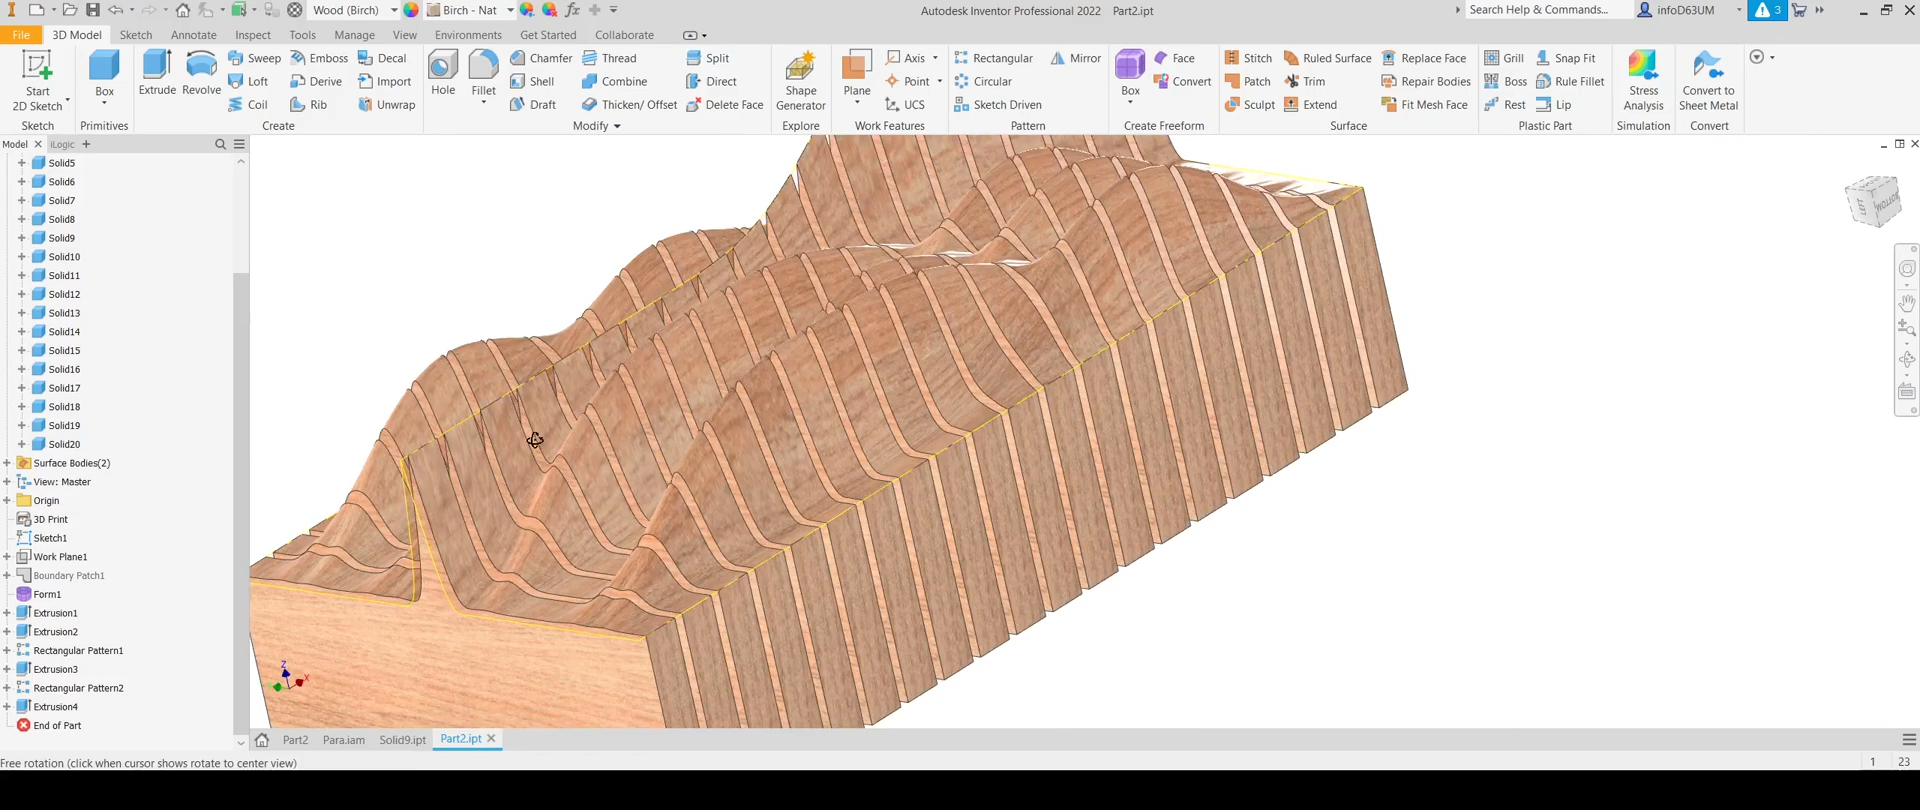 Wood (Birch) Birch - Nat fx Autodesk Inventor Professional 2022 Part2.ipt Search Help & Commands... infoD63UM 3
File 3D Model Sketch Annotate Inspect Tools Manage View Environments Get Started Collaborate
Start
2D Sketch
Sketch
Box
Primitives
Extrude
Revolve
Sweep
Loft
Coil
Emboss
Derive
Rib
Decal
Import
Unwrap
Create
Hole
Fillet
Chamfer
Shell
Draft
Thread
Combine
Thicken/ Offset
Split
Direct
Delete Face
Modify
Shape
Generator
Explore
Plane
Axis
Point
UCS
Work Features
Rectangular
Circular
Sketch Driven
Mirror
Pattern
Box
Face
Convert
Create Freeform
Stitch
Patch
Sculpt
Ruled Surface
Trim
Extend
Replace Face
Repair Bodies
Fit Mesh Face
Surface
Grill
Boss
Rest
Snap Fit
Rule Fillet
Lip
Plastic Part
Stress
Analysis
Simulation
Convert to
Sheet Metal
Convert
Model iLogic
Solid5
Solid6
Solid7
Solid8
Solid9
Solid10
Solid11
Solid12
Solid13
Solid14
Solid15
Solid16
Solid17
Solid18
Solid19
Solid20
Surface Bodies(2)
View: Master
Origin
3D Print
Sketch1
Work Plane1
Boundary Patch1
Form1
Extrusion1
Extrusion2
Rectangular Pattern1
Extrusion3
Rectangular Pattern2
Extrusion4
End of Part
LEFT BOTTOM
Z
X
Part2 Para.iam Solid9.ipt Part2.ipt
Free rotation (click when cursor shows rotate to center view) 1 23